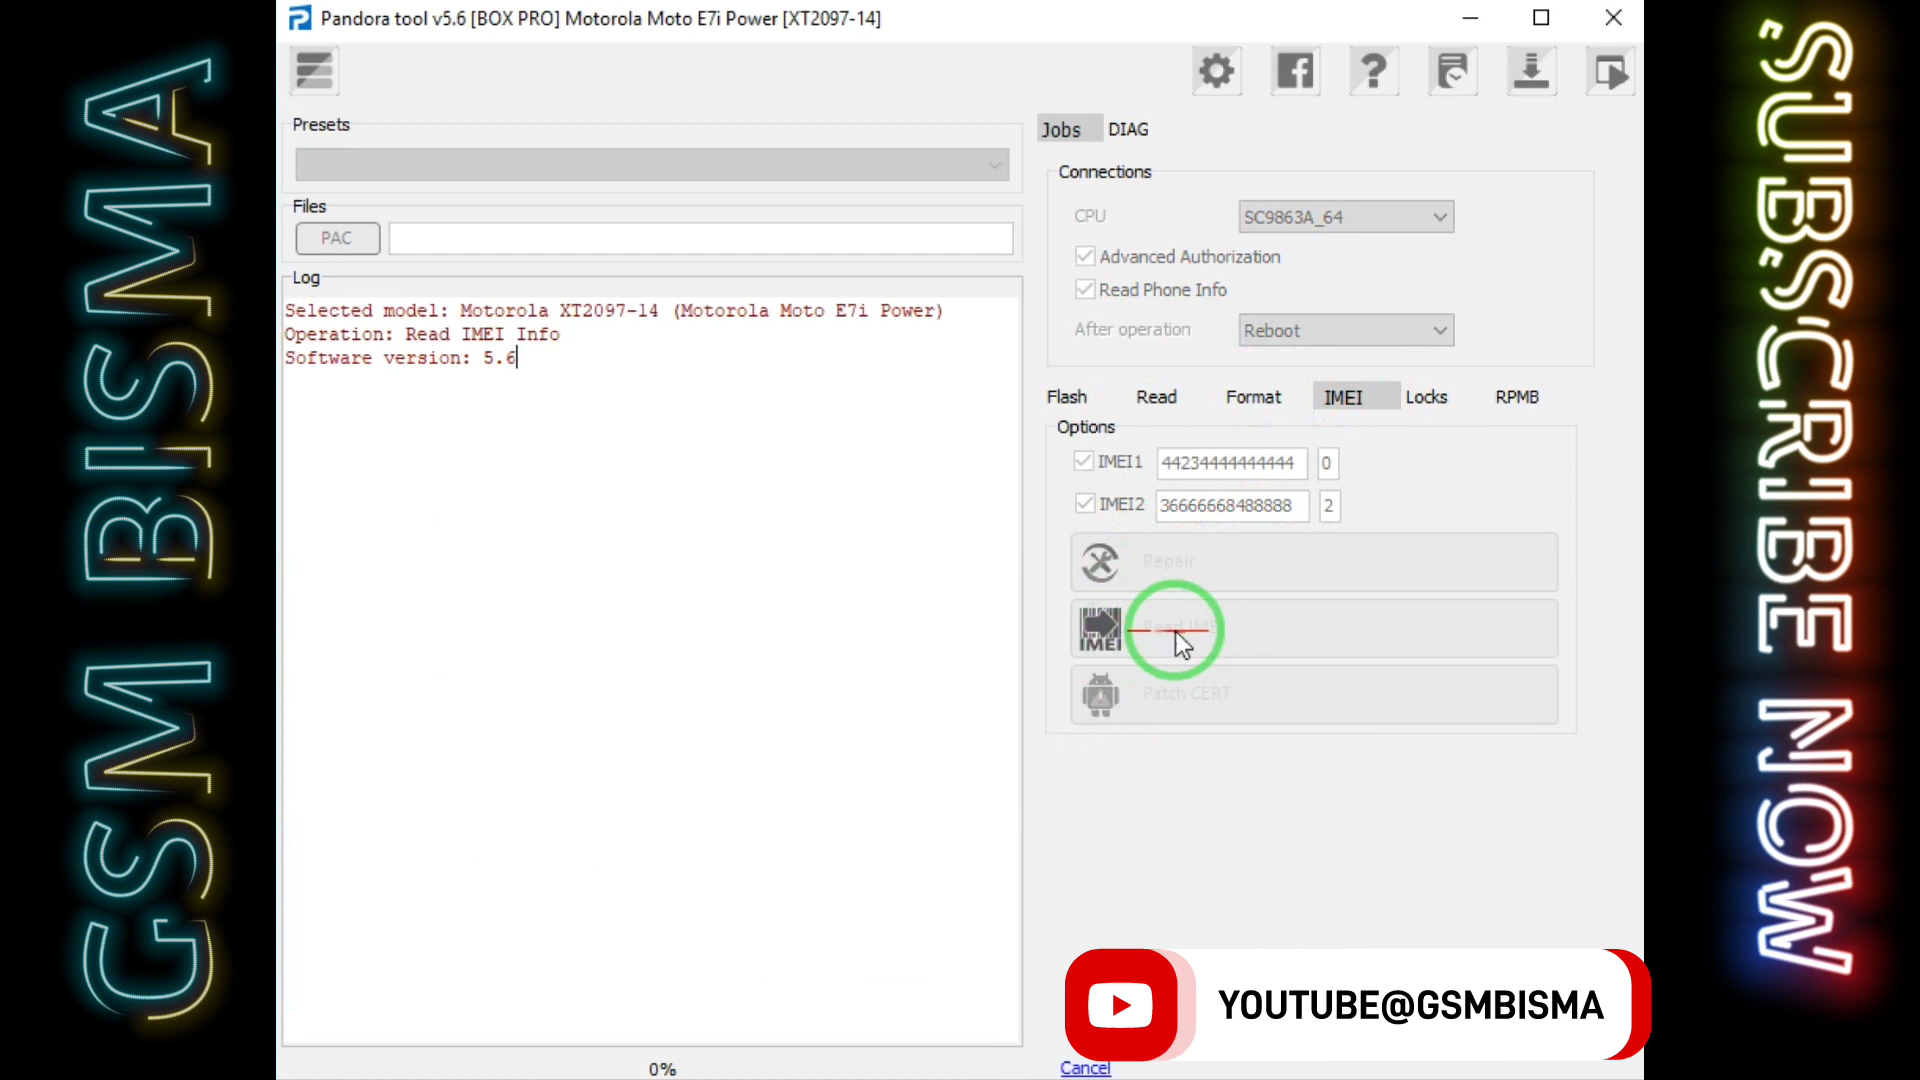 GSM BISMA
Pandora tool v5.6 [BOX PRO] Motorola Moto E7i Power [XT2097-14]
Presets
Files
PAC
Log
Selected model: Motorola XT2097-14 (Motorola Moto E7i Power)
Operation: Read IMEI Info
Software version: 5.6
0%
Jobs DIAG
Connections
CPU SC9863A_64
Advanced Authorization
Read Phone Info
After operation Reboot
Flash Read Format IMEI Locks RPMB
Options
IMEI1 44234444444444 0
IMEI2 36666668488888 2
Repair
IMEI Read IME
Patch CERT
YOUTUBE@GSMBISMA
Cancel
SUBSCRIBE NOW